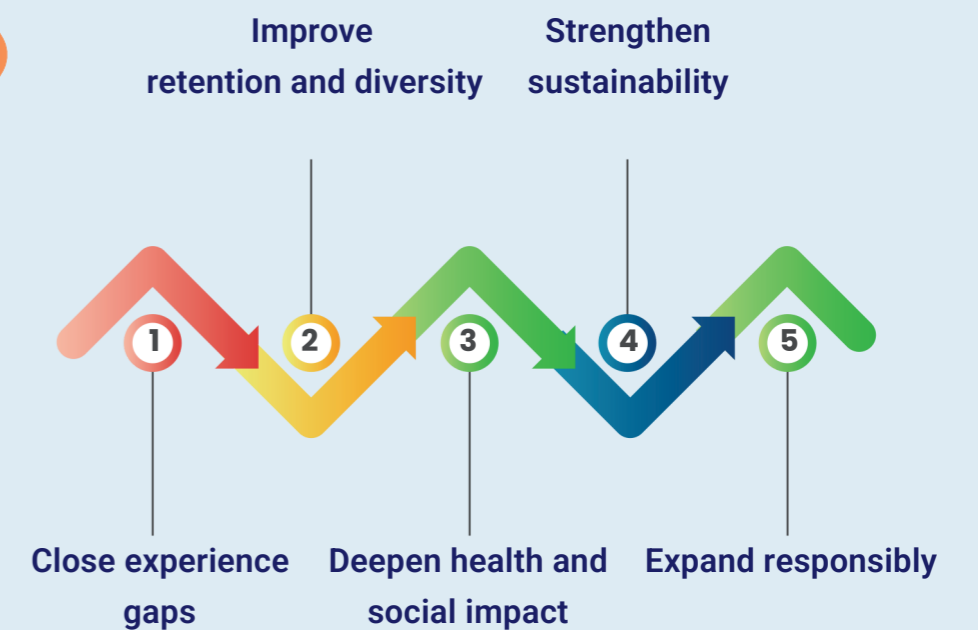 Improve
retention and diversity
Strengthen
sustainability
1
2
3
4
5
Close experience
gaps
Deepen health and
social impact
Expand responsibly